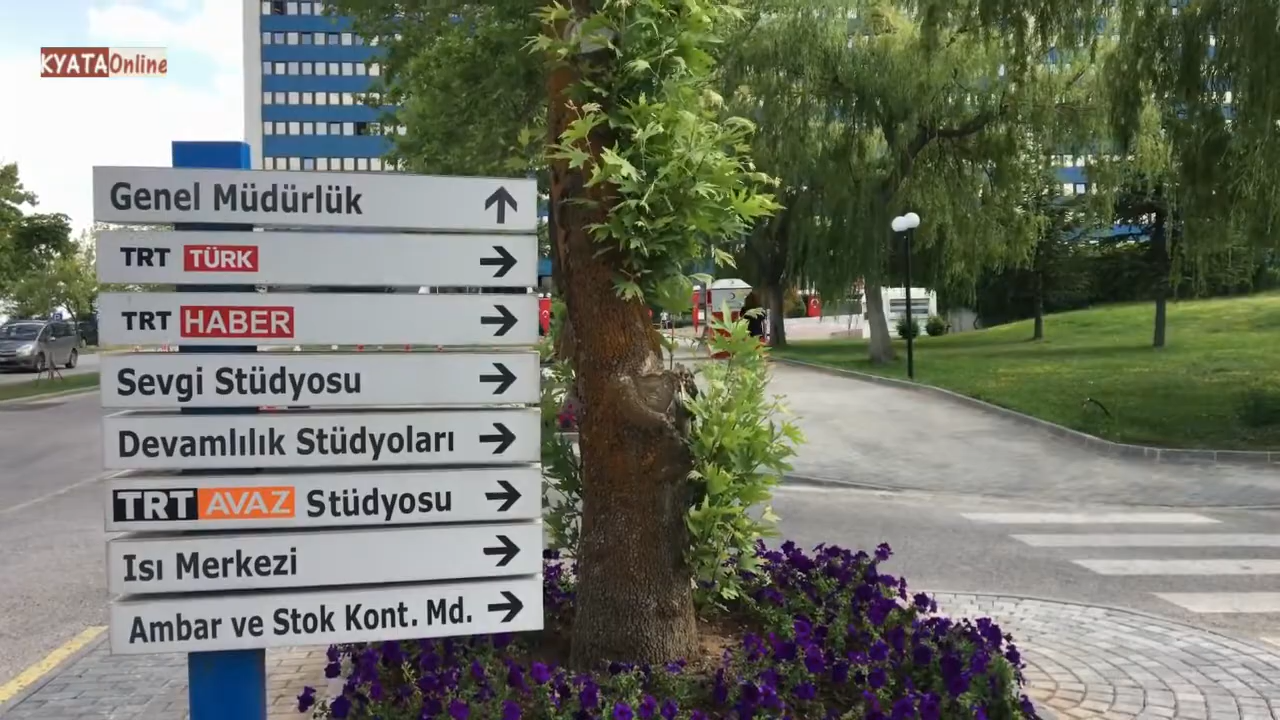 KYATAOnline
Genel Müdürlük
TRT TÜRK
TRT HABER
Sevgi Stüdyosu
Devamlılık Stüdyoları
TRT AVAZ Stüdyosu
Isı Merkezi
Ambar ve Stok Kont. Md.